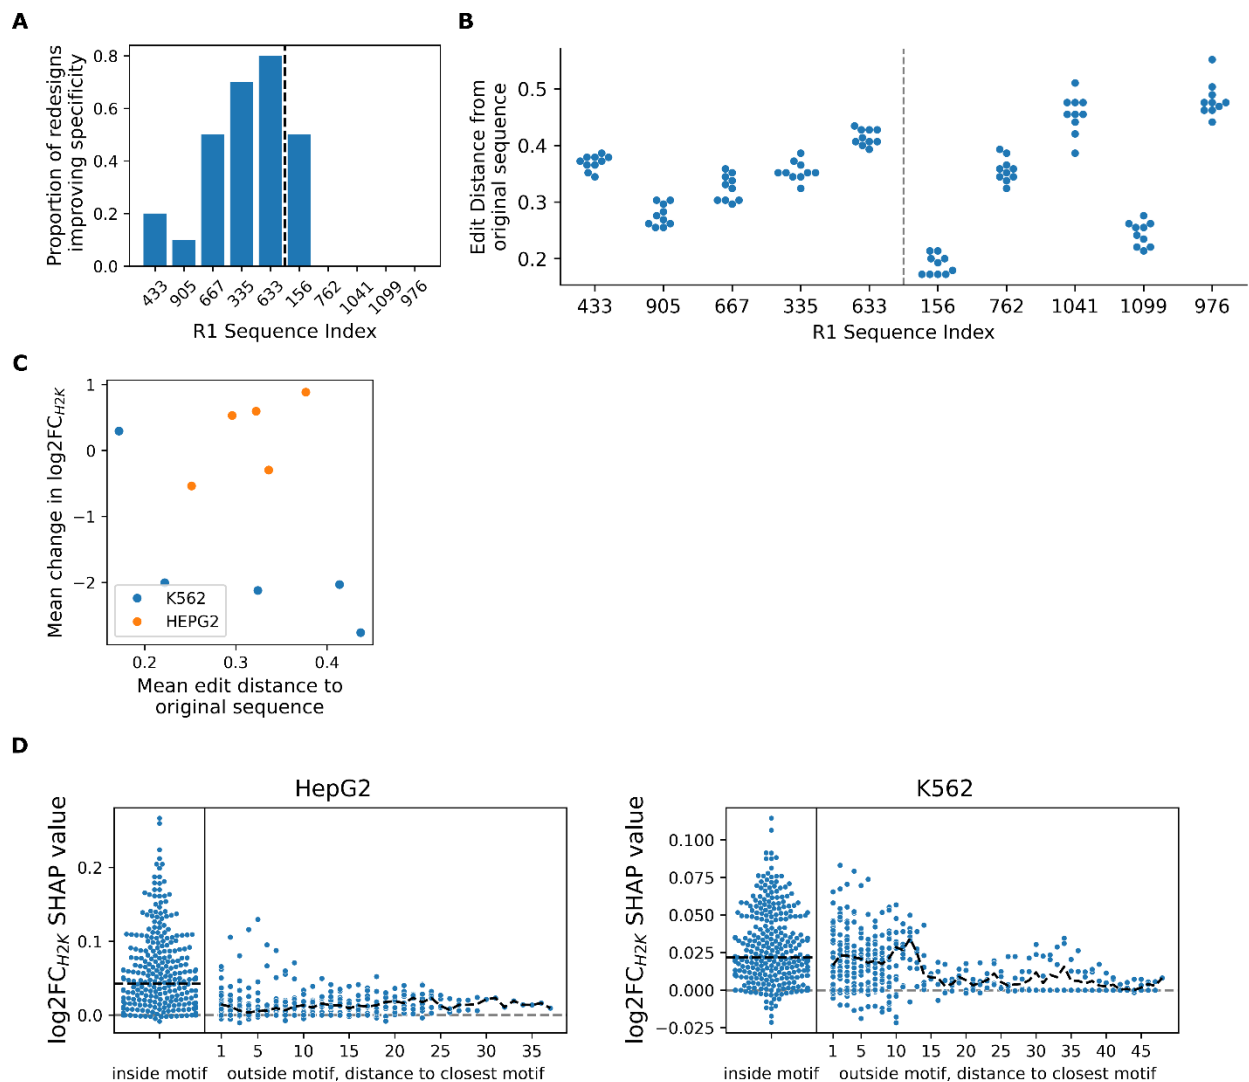 A
Proportion of redesigns
improving specificity
0.8
0.6
0.4
0.2
0.0
433
905
667
335
633
156
762
1041
1099
976
R1 Sequence Index
B
Edit Distance from
original sequence
0.5
0.4
0.3
0.2
433
905
667
335
633
156
762
1041
1099
976
R1 Sequence Index
C
Mean change in log2FC_{H2K}
1
0
−1
−2
K562
HEPG2
0.2
0.3
0.4
Mean edit distance to
original sequence
D
HepG2
log2FC_{H2K} SHAP value
0.2
0.1
0.0
1
5
10
15
20
25
30
35
inside motif
outside motif, distance to closest motif
K562
log2FC_{H2K} SHAP value
0.100
0.075
0.050
0.025
0.000
−0.025
1
5
10
15
20
25
30
35
40
45
inside motif
outside motif, distance to closest motif